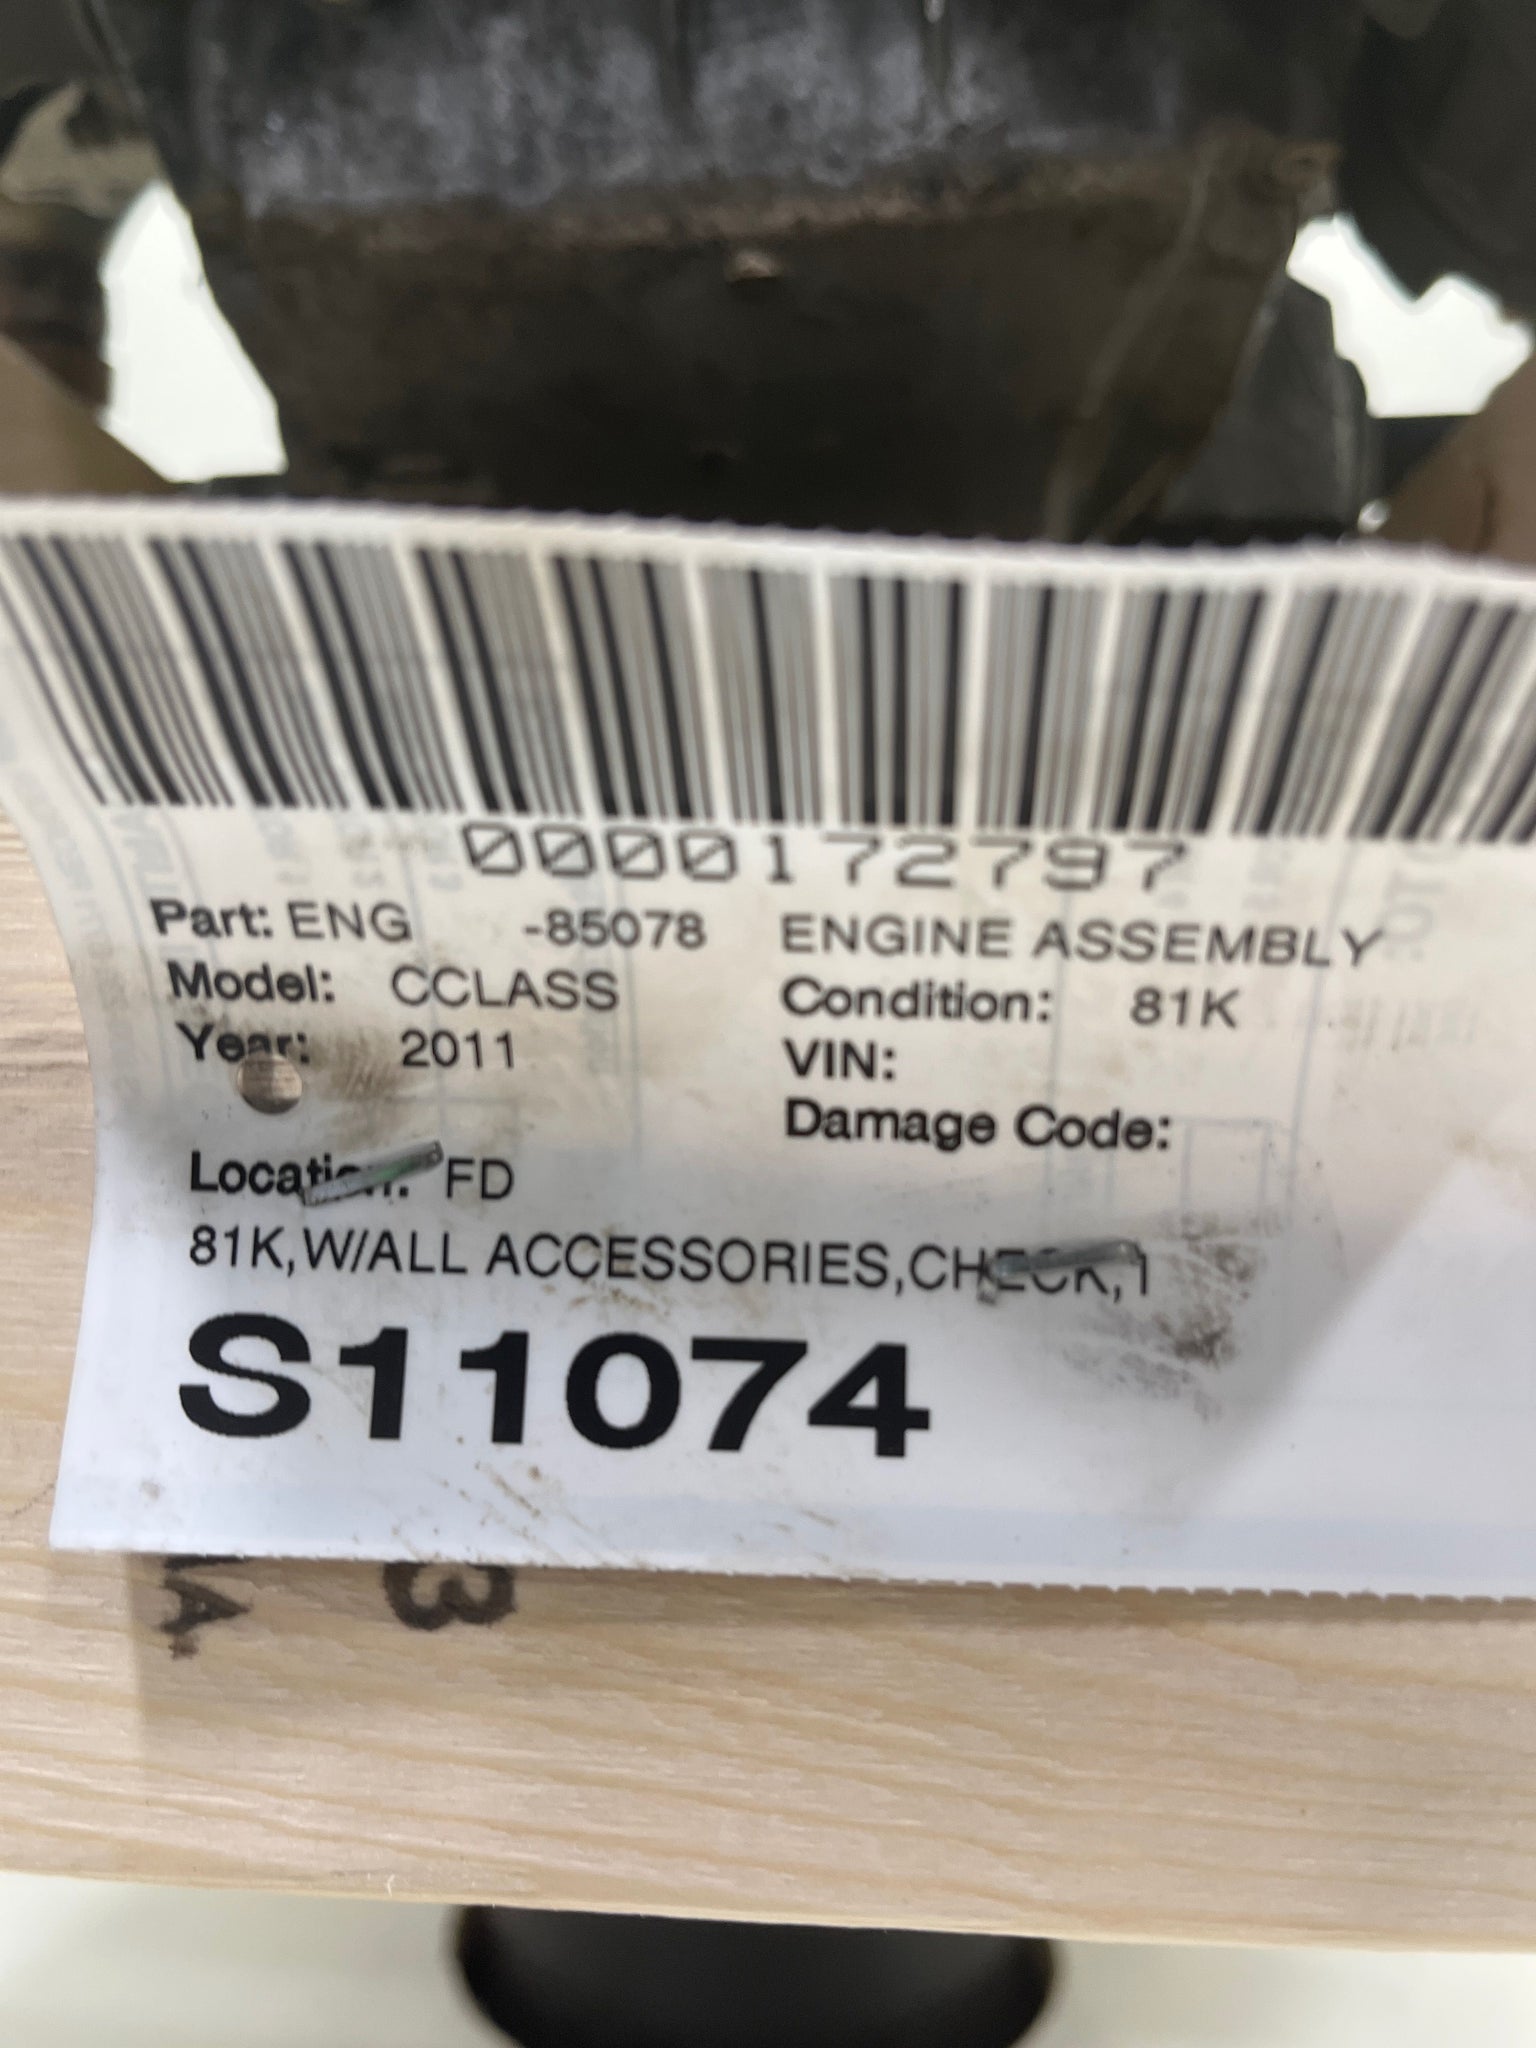 0000172797
Part: ENG -85078 ENGINE ASSEMBLY
Model: CCLASS Condition: 81K
Year: 2011 VIN:
Damage Code:
Location: FD
81K,W/ALL ACCESSORIES,CHECK,1
S11074
3